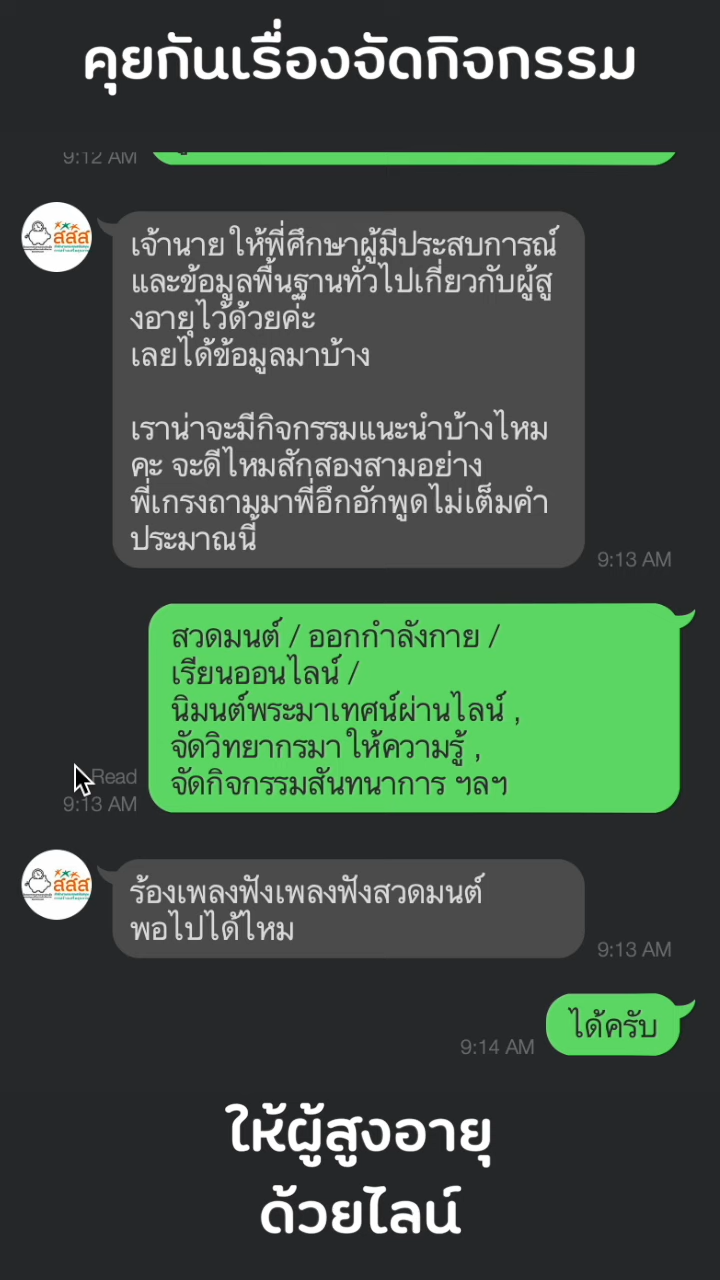 คุยกันเรื่องจัดกิจกรรม
9:12 AM
สสส
เจ้านาย ให้พี่ศึกษาผู้มีประสบการณ์
และข้อมูลพื้นฐานทั่วไปเกี่ยวกับผู้สู
งอายุไว้ด้วยค่ะ
เลยได้ข้อมูลมาบ้าง
เราน่าจะมีกิจกรรมแนะนำบ้างไหม
คะ จะดีไหมสักสองสามอย่าง
พี่เกรงถามมาพี่อึกอักพูดไม่เต็มคำ
ประมาณนี้
9:13 AM
สวดมนต์ / ออกกำลังกาย /
เรียนออนไลน์ /
นิมนต์พระมาเทศน์ผ่านไลน์ ,
จัดวิทยากรมา ให้ความรู้ ,
จัดกิจกรรมสันทนาการ ฯลฯ
Read
9:13 AM
สสส
ร้องเพลงฟังเพลงฟังสวดมนต์
พอไปได้ไหม
9:13 AM
ได้ครับ
9:14 AM
ให้ผู้สูงอายุ
ด้วยไลน์